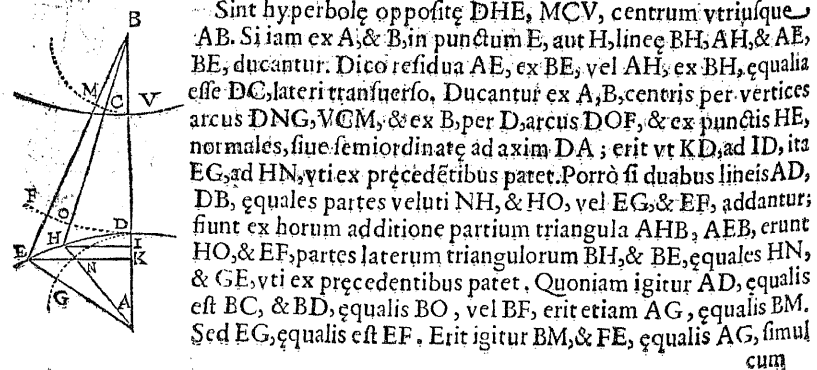 Sint hyperbolę oppoſitę DHE, MCV, centrum vtriuſque
AB. Si iam ex A,& B,in punctum E, aut H,lineę BH,AH,& AE,
BE, ducantur. Dico reſidua AE, ex BE, vel AH, ex BH, ęqualia
eſſe DC,lateri tranſuerſo. Ducantur ex A,B,centris per vertices
arcus DNG,VCM, & ex B,per D,arcus DOF, & ex punctis HE,
normales, ſiue ſemiordinatę ad axim DA ; erit vt KD,ad ID, ita
EG,ad HN,vti ex pręcedētibus patet.Porrò ſi duabus lineis AD,
DB, ęquales partes veluti NH, & HO, vel EG,& EF, addantur;
fiunt ex horum additione partium triangula AHB, AEB, erunt
HO,& EF,partes laterum triangulorum BH,& BE,ęquales HN,
& GE,vti ex pręcedentibus patet. Quoniam igitur AD, ęqualis
eſt BC, & BD, ęqualis BO, vel BF, erit etiam AG, ęqualis BM.
Sed EG,ęqualis eſt EF. Erit igitur BM,& FE, ęqualis AG, ſimul
cum
B
M
C
V
F
O
D
H
I
E
K
N
G
A